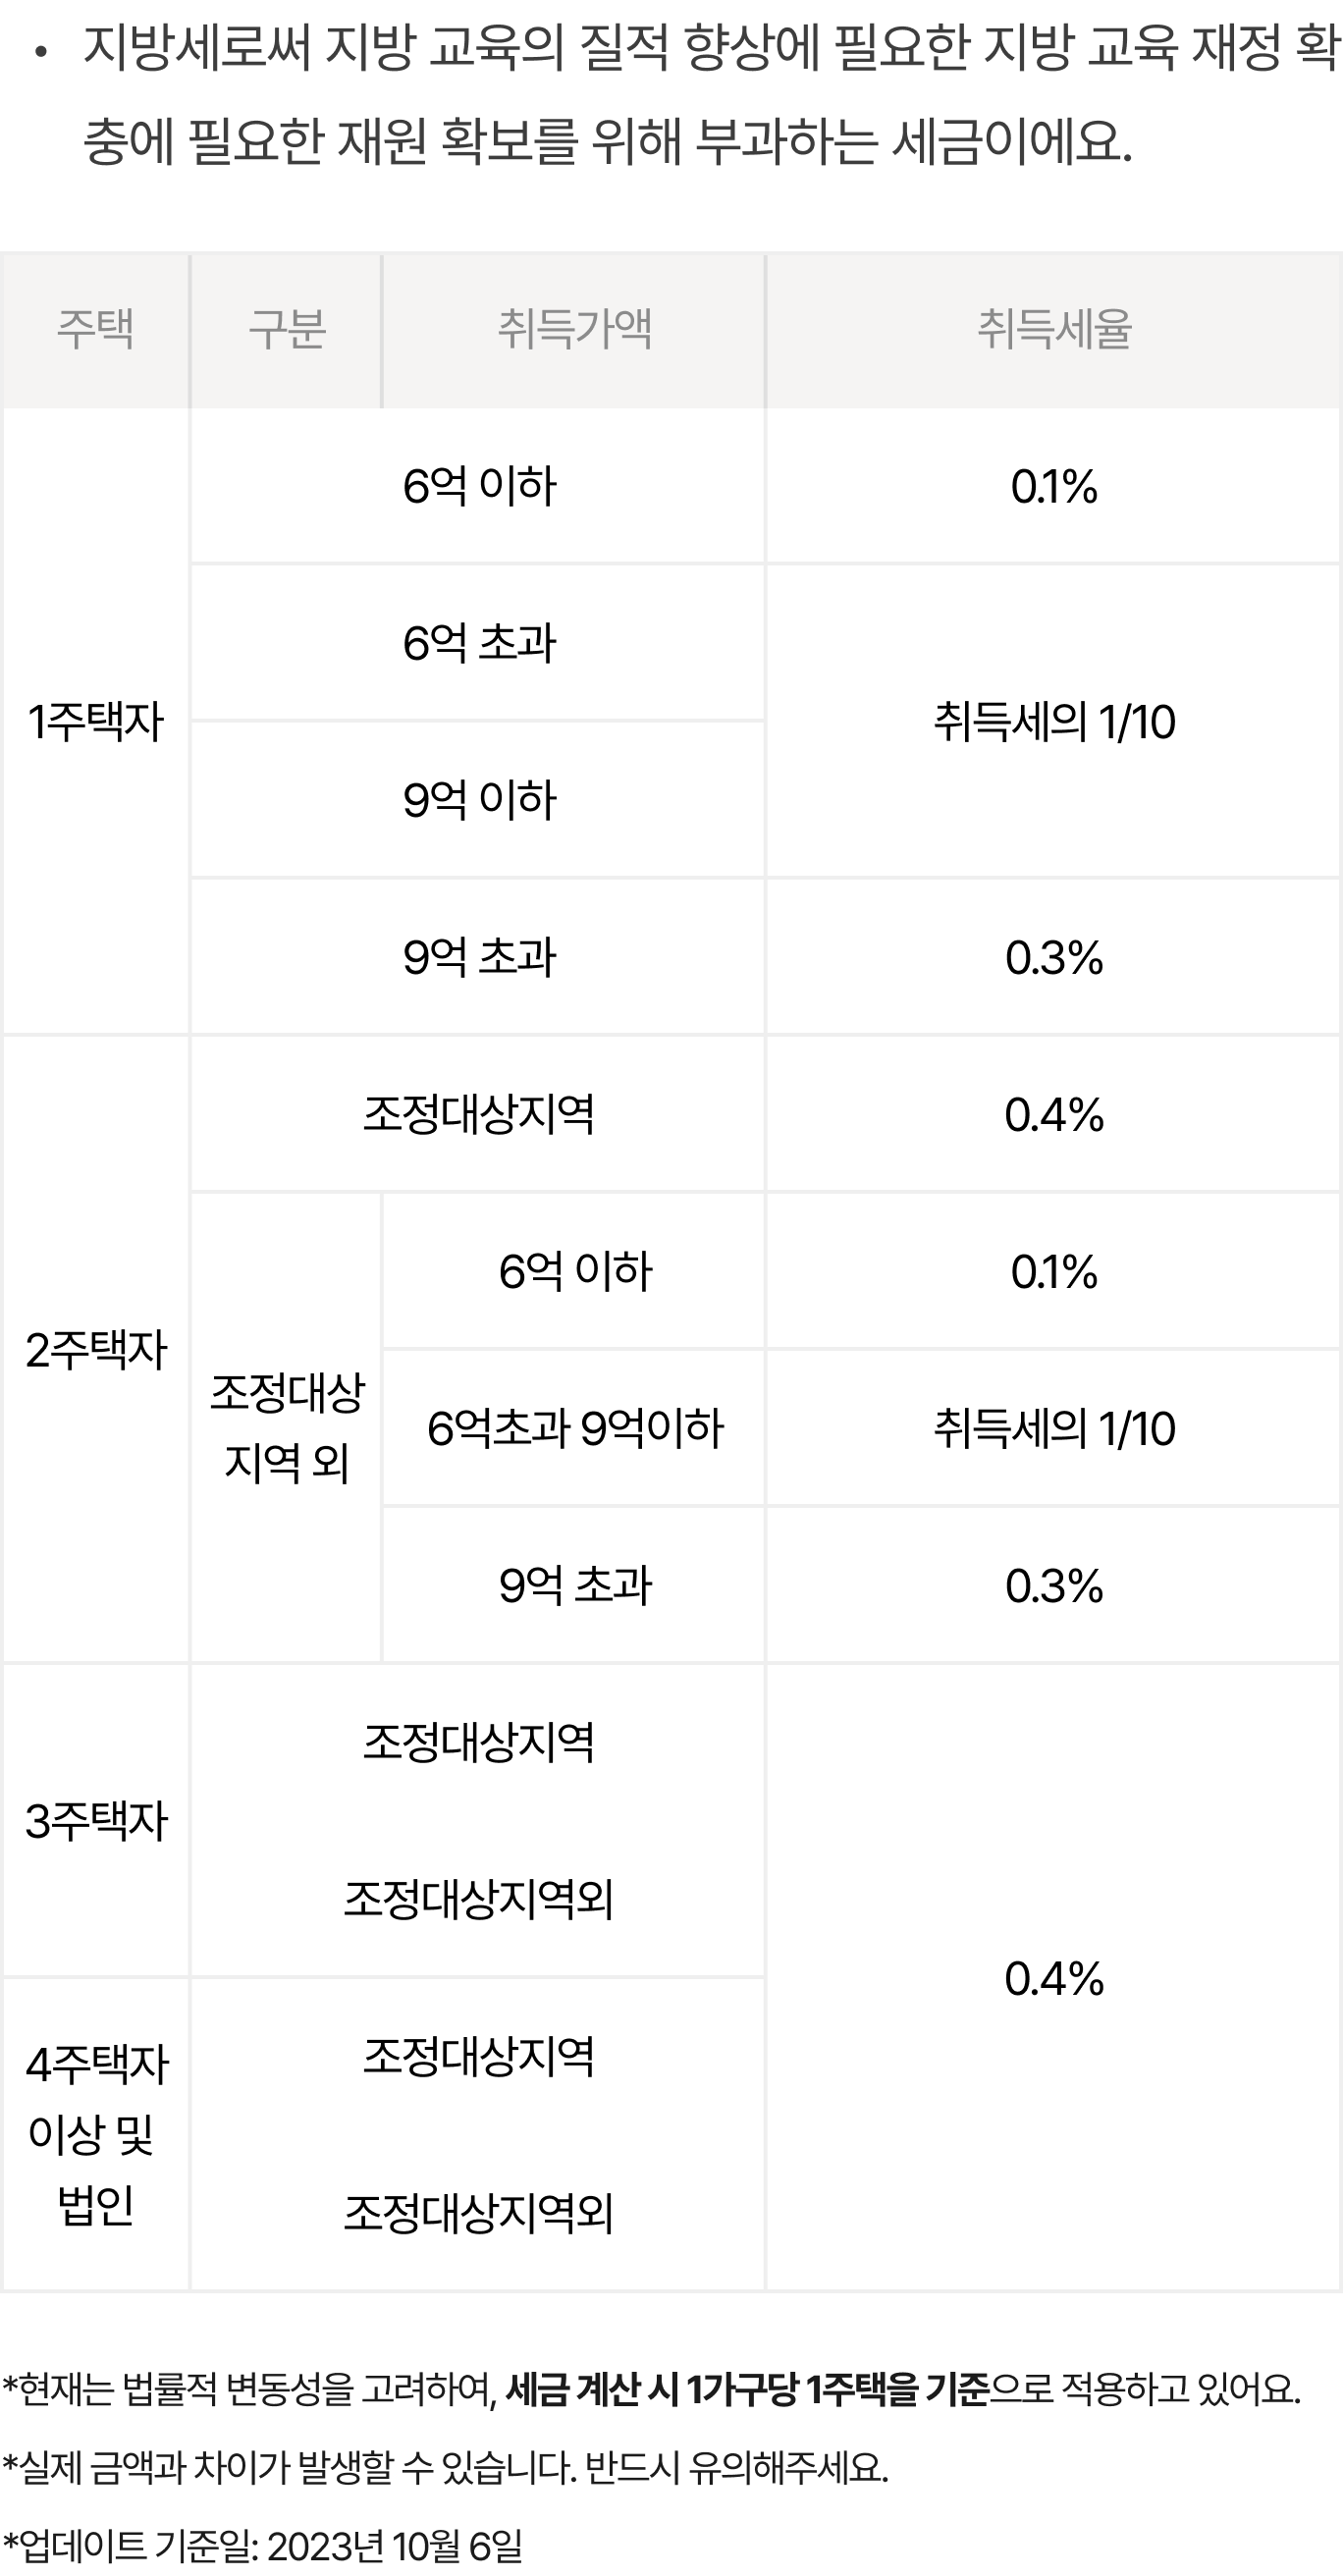 • 지방세로써 지방 교육의 질적 향상에 필요한 지방 교육 재정 확
충에 필요한 재원 확보를 위해 부과하는 세금이에요.
주택 구분 취득가액 취득세율
1주택자
6억 이하 0.1%
6억 초과
취득세의 1/10
9억 이하
9억 초과 0.3%
2주택자
조정대상지역 0.4%
조정대상
지역 외
6억 이하 0.1%
6억초과 9억이하 취득세의 1/10
9억 초과 0.3%
3주택자
조정대상지역
조정대상지역외
0.4%
4주택자
이상 및
법인
조정대상지역
조정대상지역외
*현재는 법률적 변동성을 고려하여, 세금 계산 시 1가구당 1주택을 기준으로 적용하고 있어요.
*실제 금액과 차이가 발생할 수 있습니다. 반드시 유의해주세요.
*업데이트 기준일: 2023년 10월 6일